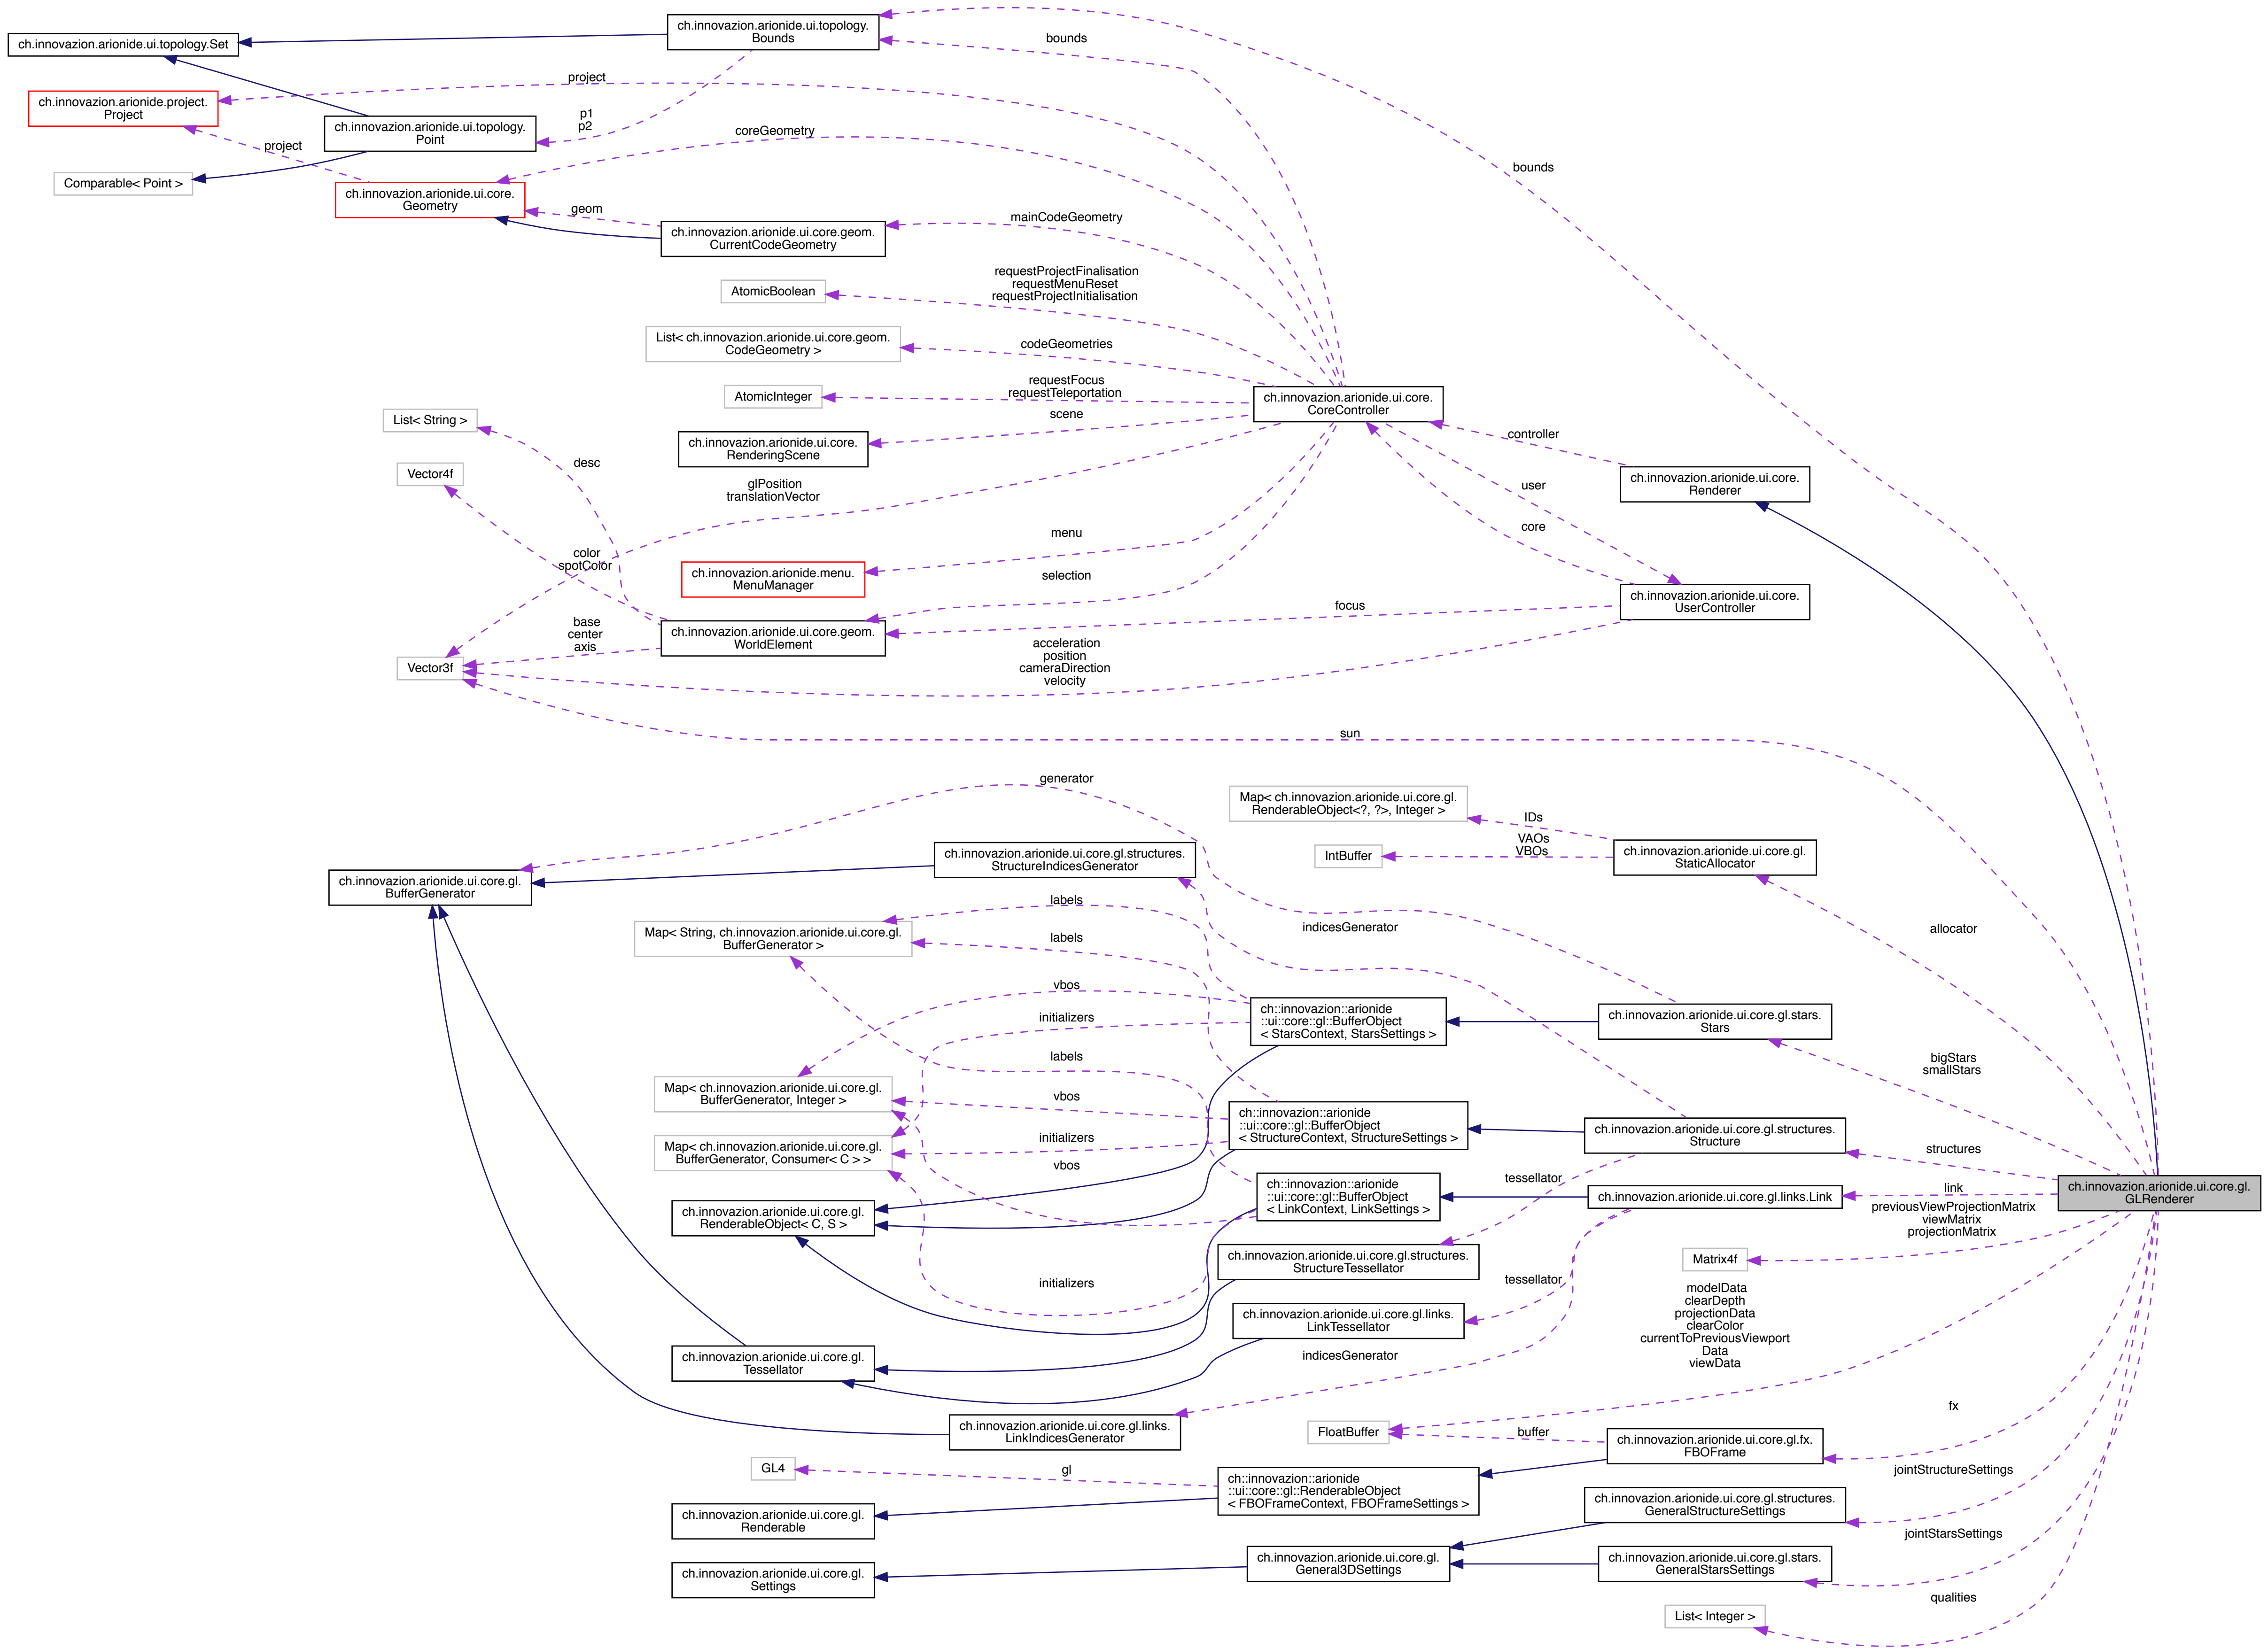 ch.innovazion.arionide.ui.topology.
Bounds
ch.innovazion.arionide.ui.topology.Set
bounds
project
ch.innovazion.arionide.project.
Project
p1
p2
ch.innovazion.arionide.ui.topology.
Point
coreGeometry
project
bounds
Comparable< Point >
ch.innovazion.arionide.ui.core.
Geometry
geom
mainCodeGeometry
ch.innovazion.arionide.ui.core.geom.
CurrentCodeGeometry
requestProjectFinalisation
requestMenuReset
requestProjectInitialisation
AtomicBoolean
List< ch.innovazion.arionide.ui.core.geom.
CodeGeometry >
codeGeometries
requestFocus
requestTeleportation
AtomicInteger
ch.innovazion.arionide.ui.core.
CoreController
scene
List< String >
ch.innovazion.arionide.ui.core.
RenderingScene
controller
desc
Vector4f
glPosition
translationVector
user
ch.innovazion.arionide.ui.core.
Renderer
core
menu
color
spotColor
ch.innovazion.arionide.menu.
MenuManager
selection
focus
ch.innovazion.arionide.ui.core.
UserController
base
center
axis
ch.innovazion.arionide.ui.core.geom.
WorldElement
acceleration
position
cameraDirection
velocity
Vector3f
sun
generator
Map< ch.innovazion.arionide.ui.core.gl.
RenderableObject<?, ?>, Integer >
IDs
VAOs
VBOs
IntBuffer
ch.innovazion.arionide.ui.core.gl.
StaticAllocator
ch.innovazion.arionide.ui.core.gl.structures.
StructureIndicesGenerator
ch.innovazion.arionide.ui.core.gl.
BufferGenerator
labels
indicesGenerator
allocator
Map< String, ch.innovazion.arionide.ui.core.gl.
BufferGenerator >
labels
vbos
initializers
ch::innovazion::arionide
::ui::core::gl::BufferObject
< StarsContext, StarsSettings >
ch.innovazion.arionide.ui.core.gl.stars.
Stars
labels
bigStars
smallStars
Map< ch.innovazion.arionide.ui.core.gl.
BufferGenerator, Integer >
vbos
ch::innovazion::arionide
::ui::core::gl::BufferObject
< StructureContext, StructureSettings >
ch.innovazion.arionide.ui.core.gl.structures.
Structure
Map< ch.innovazion.arionide.ui.core.gl.
BufferGenerator, Consumer< C > >
initializers
vbos
structures
tessellator
ch::innovazion::arionide
::ui::core::gl::BufferObject
< LinkContext, LinkSettings >
ch.innovazion.arionide.ui.core.gl.links.Link
link
ch.innovazion.arionide.ui.core.gl.
GLRenderer
ch.innovazion.arionide.ui.core.gl.
RenderableObject< C, S >
previousViewProjectionMatrix
viewMatrix
projectionMatrix
ch.innovazion.arionide.ui.core.gl.structures.
StructureTessellator
Matrix4f
initializers
tessellator
modelData
clearDepth
projectionData
clearColor
currentToPreviousViewport
Data
viewData
ch.innovazion.arionide.ui.core.gl.links.
LinkTessellator
ch.innovazion.arionide.ui.core.gl.
Tessellator
indicesGenerator
ch.innovazion.arionide.ui.core.gl.links.
LinkIndicesGenerator
fx
FloatBuffer
buffer
ch.innovazion.arionide.ui.core.gl.fx.
FBOFrame
GL4
gl
ch::innovazion::arionide
::ui::core::gl::RenderableObject
< FBOFrameContext, FBOFrameSettings >
jointStructureSettings
ch.innovazion.arionide.ui.core.gl.structures.
GeneralStructureSettings
ch.innovazion.arionide.ui.core.gl.
Renderable
jointStarsSettings
ch.innovazion.arionide.ui.core.gl.
General3DSettings
ch.innovazion.arionide.ui.core.gl.stars.
GeneralStarsSettings
ch.innovazion.arionide.ui.core.gl.
Settings
qualities
List< Integer >